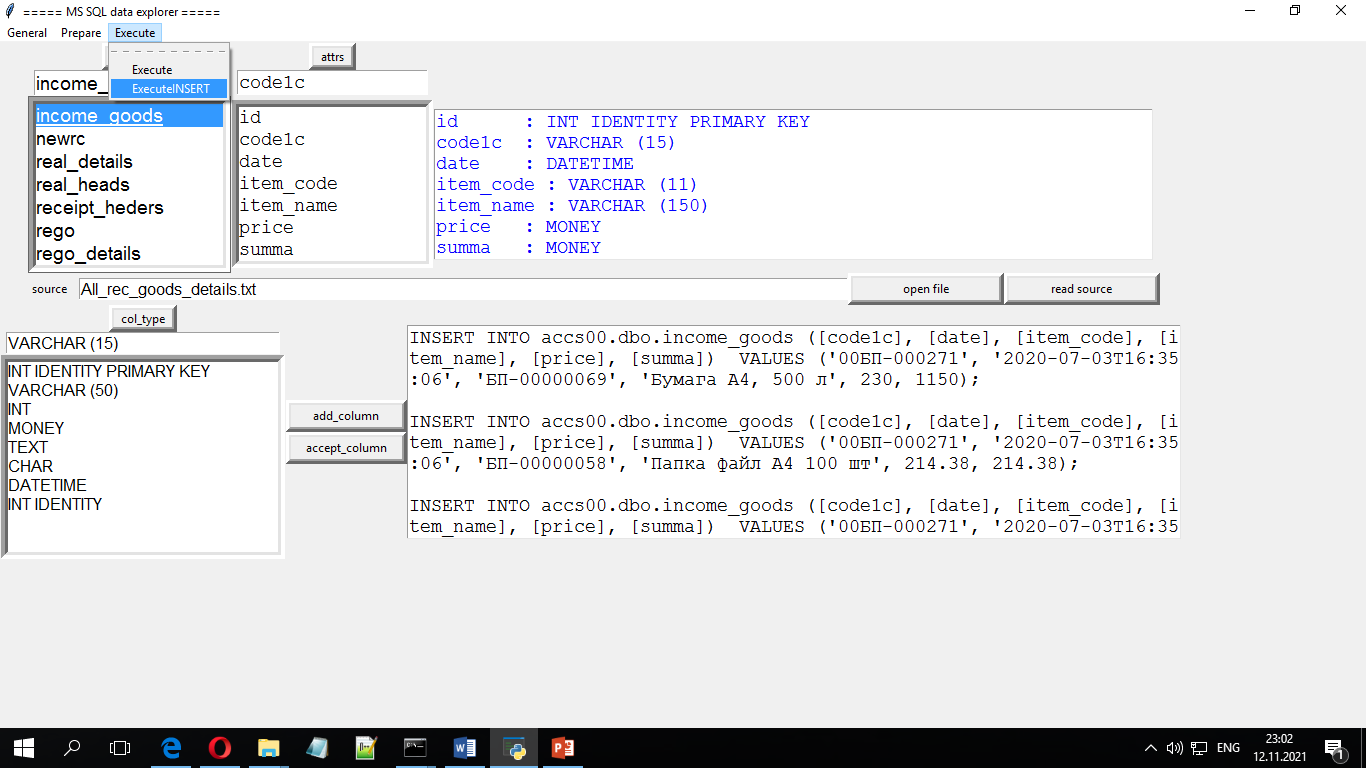 ===== MS SQL data explorer =====
General Prepare Execute
Execute
ExecuteINSERT
attrs
income_
code1c
income_goods
newrc
real_details
real_heads
receipt_heders
rego
rego_details
id
code1c
date
item_code
item_name
price
summa
id      : INT IDENTITY PRIMARY KEY
code1c  : VARCHAR (15)
date    : DATETIME
item_code : VARCHAR (11)
item_name : VARCHAR (150)
price   : MONEY
summa   : MONEY
source All_rec_goods_details.txt open file read source
col_type
VARCHAR (15)
INT IDENTITY PRIMARY KEY
VARCHAR (50)
INT
MONEY
TEXT
CHAR
DATETIME
INT IDENTITY
add_column
accept_column
INSERT INTO accs00.dbo.income_goods ([code1c], [date], [item_code], [i
tem_name], [price], [summa])  VALUES ('00БП-000271', '2020-07-03T16:35
:06', 'БП-00000069', 'Бумага А4, 500 л', 230, 1150);
INSERT INTO accs00.dbo.income_goods ([code1c], [date], [item_code], [i
tem_name], [price], [summa])  VALUES ('00БП-000271', '2020-07-03T16:35
:06', 'БП-00000058', 'Папка файл А4 100 шт', 214.38, 214.38);
INSERT INTO accs00.dbo.income_goods ([code1c], [date], [item_code], [i
tem_name], [price], [summa])  VALUES ('00БП-000271', '2020-07-03T16:35
ENG
23:02
12.11.2021
1